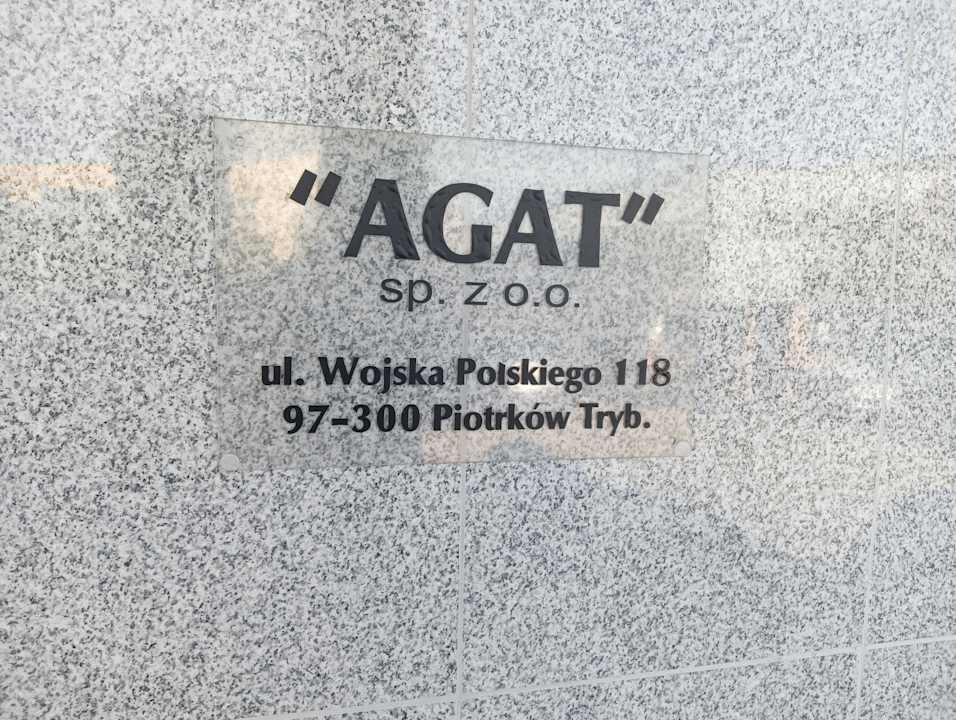 "AGAT"
sp. z o.o.
ul. Wojska Polskiego 118
97-300 Piotrków Tryb.